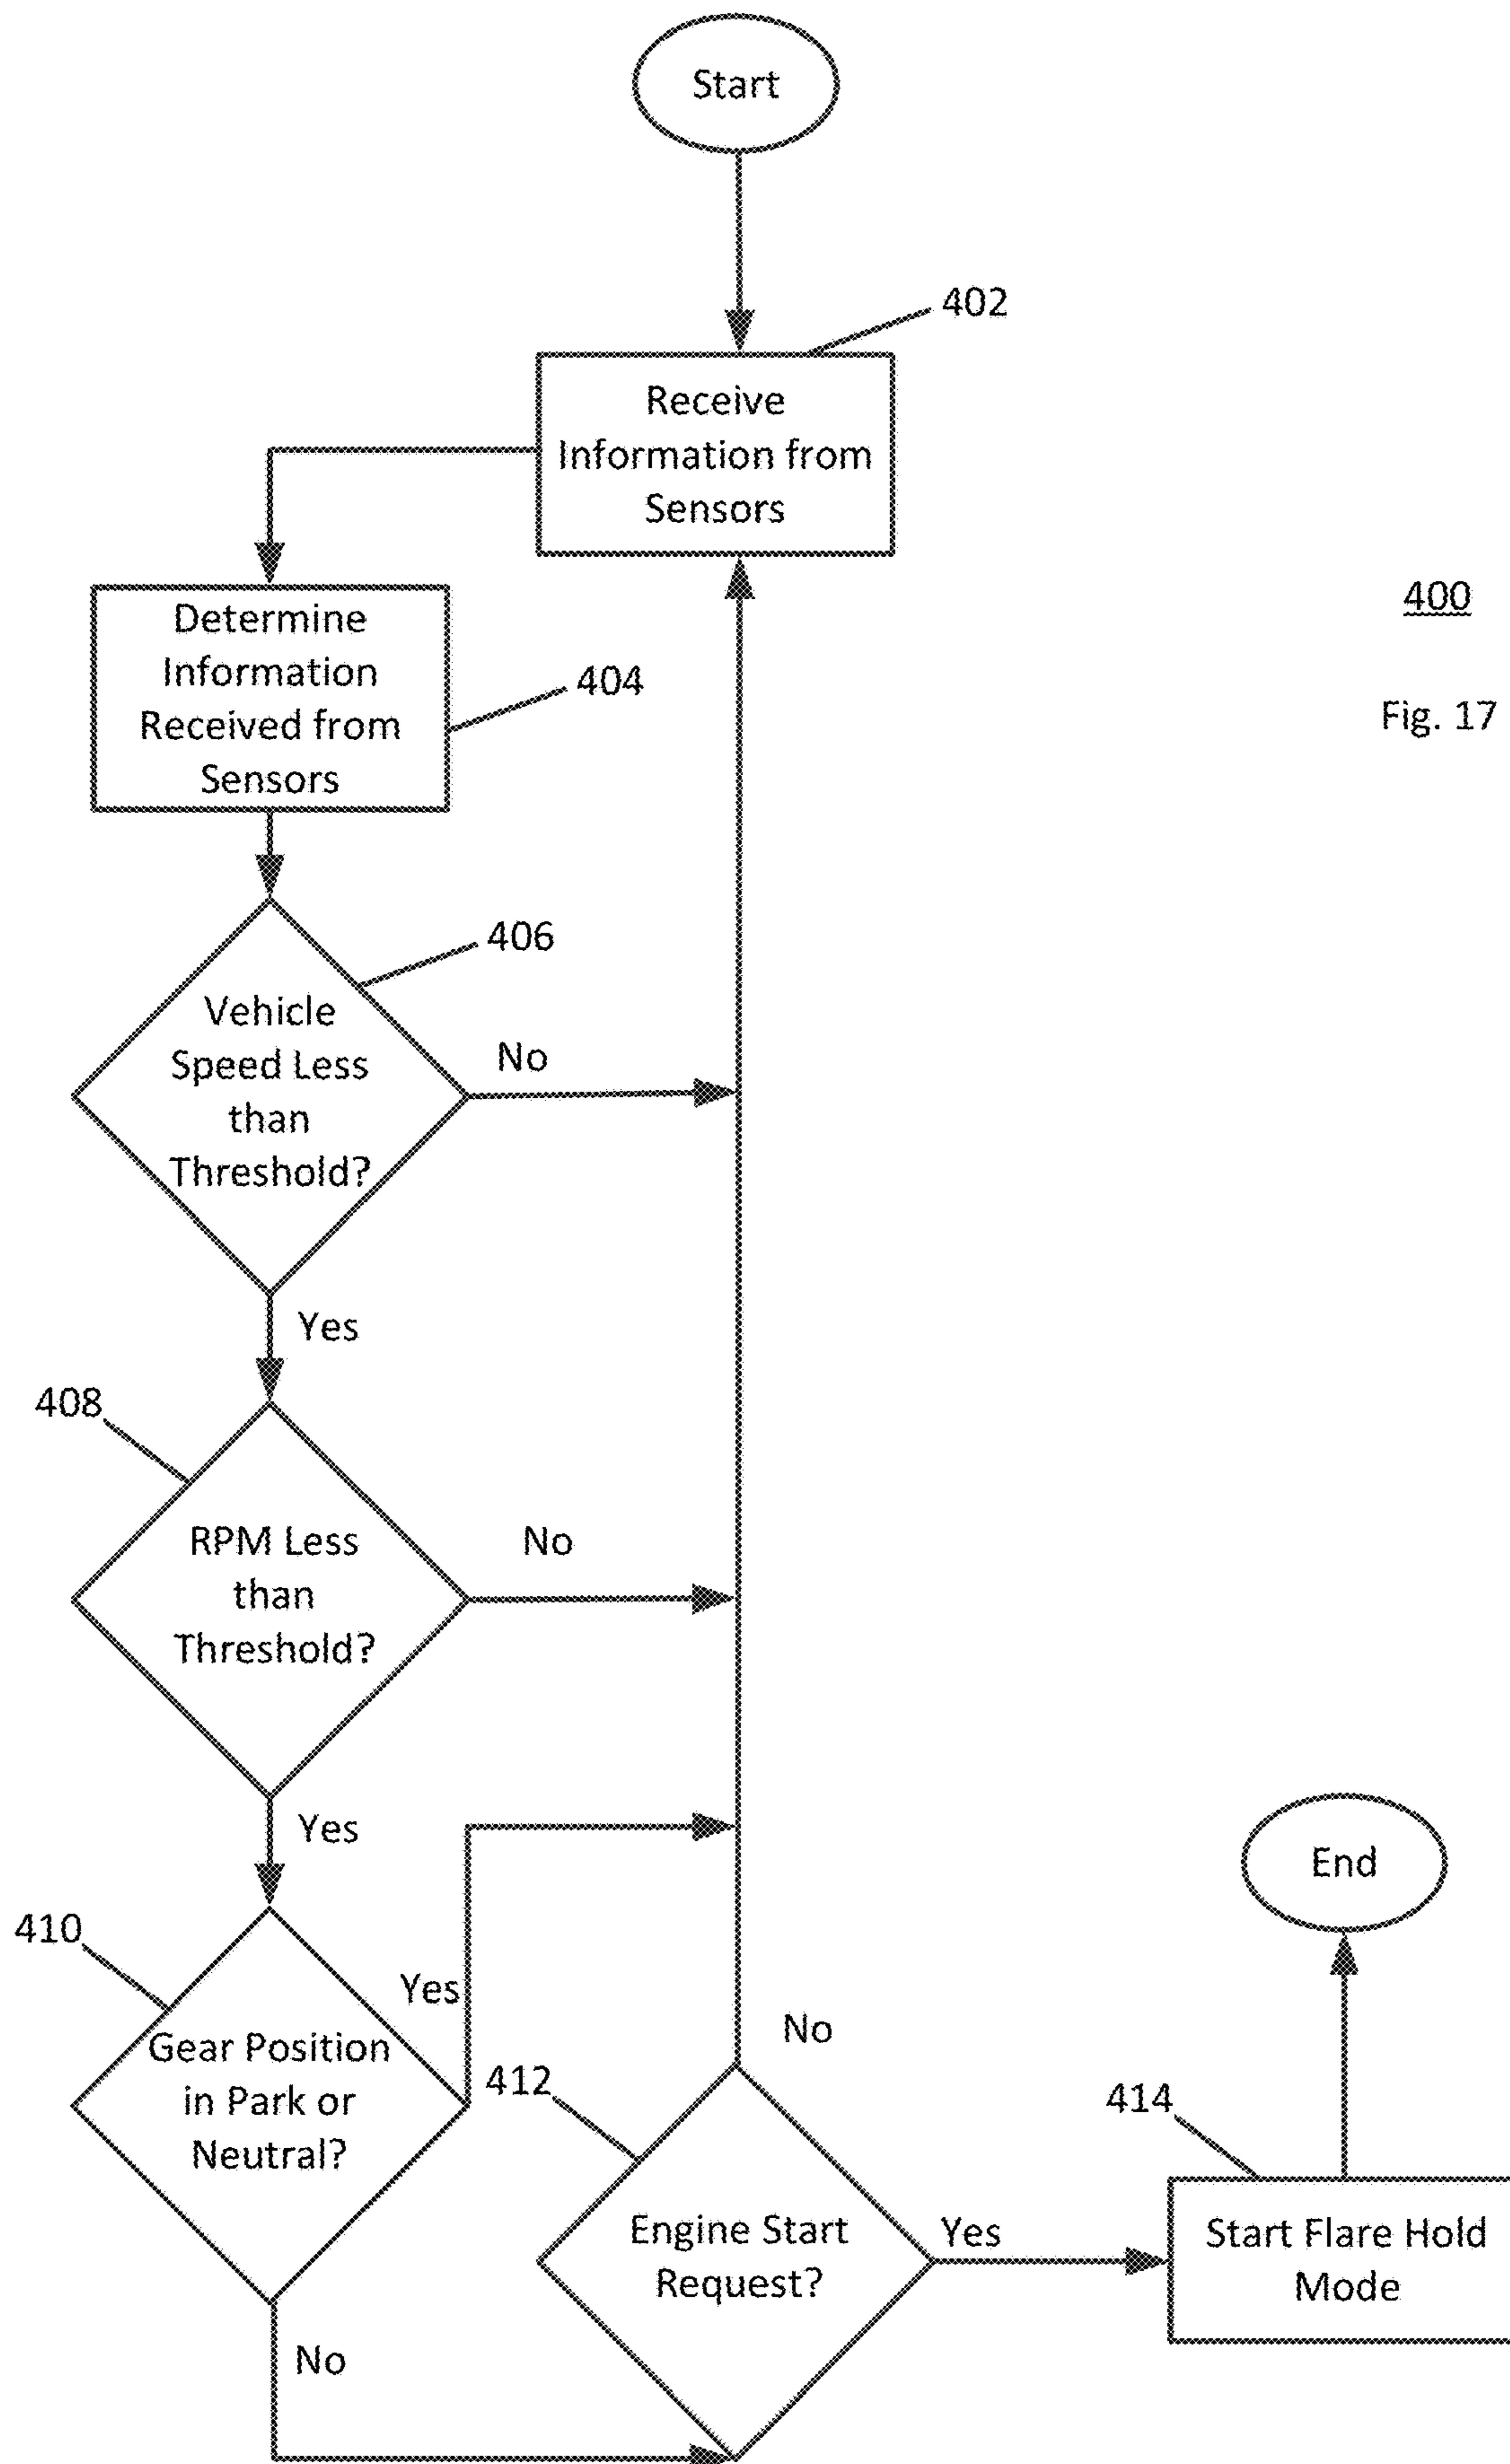 Start
402
Receive
Information from
Sensors
400
Fig. 17
Determine
Information
Received from
Sensors
404
406
Vehicle
Speed Less
than
Threshold?
No
Yes
408
RPM Less
than
Threshold?
No
Yes
410
Gear Position
in Park or
Neutral?
Yes
No
412
Engine Start
Request?
No
Yes
414
Start Flare Hold
Mode
End